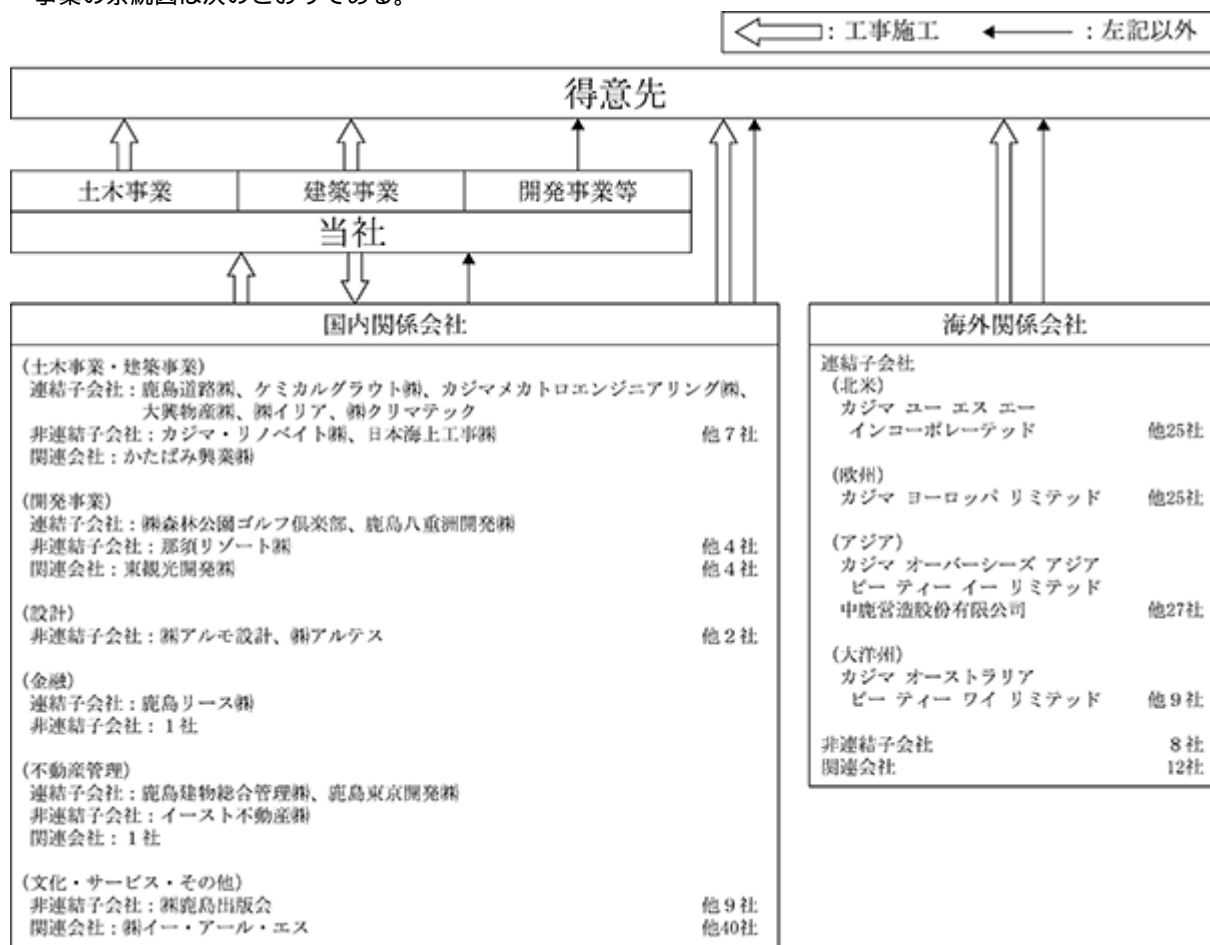 事業の系統図は次のとおりである。
：工事施工 ：左記以外
得意先
土木事業 建築事業 開発事業等
当社
国内関係会社
(土木事業・建築事業)
連結子会社：鹿島道路㈱、ケミカルグラウト㈱、カジマメカトロエンジニアリング㈱、
大興物産㈱、㈱イリア、㈱クリマテック
非連結子会社：カジマ・リノベイト㈱、日本海上工事㈱ 他７社
関連会社：かたばみ興業㈱
(開発事業)
連結子会社：㈱森林公園ゴルフ倶楽部、鹿島八重洲開発㈱
非連結子会社：那須リゾート㈱ 他４社
関連会社：東観光開発㈱ 他４社
(設計)
非連結子会社：㈱アルモ設計、㈱アルテス 他２社
(金融)
連結子会社：鹿島リース㈱
非連結子会社：１社
(不動産管理)
連結子会社：鹿島建物総合管理㈱、鹿島東京開発㈱
非連結子会社：イースト不動産㈱
関連会社：１社
(文化・サービス・その他)
非連結子会社：㈱鹿島出版会 他９社
関連会社：㈱イー・アール・エス 他40社
海外関係会社
連結子会社
(北米)
カジマ ユー エス エー
インコーポレーテッド 他25社
(欧州)
カジマ ヨーロッパ リミテッド 他25社
(アジア)
カジマ オーバーシーズ アジア
ピー ティー イー リミテッド
中鹿営造股份有限公司 他27社
(大洋州)
カジマ オーストラリア
ピー ティー ワイ リミテッド 他９社
非連結子会社 ８社
関連会社 12社